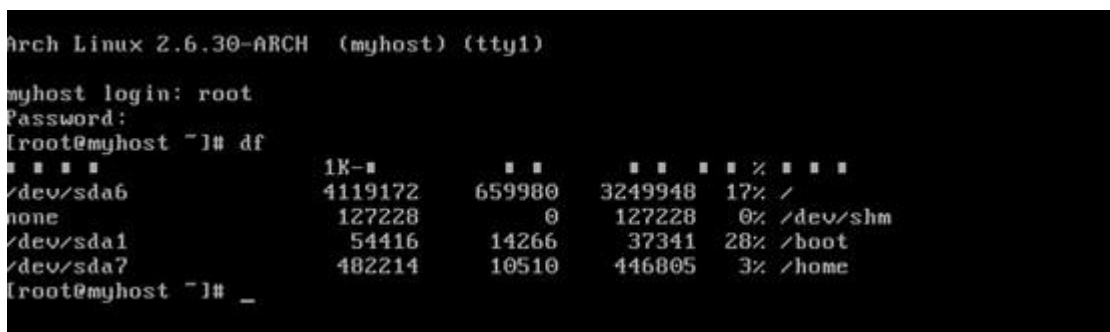 Arch Linux 2.6.30-ARCH (myhost) (tty1)
myhost login: root
Password:
[root@myhost ~]# df
1K-
%
/dev/sda6 4119172 659980 3249948 17% /
none 127228 0 127228 0% /dev/shm
/dev/sda1 54416 14266 37341 28% /boot
/dev/sda7 482214 10510 446805 3% /home
[root@myhost ~]# _